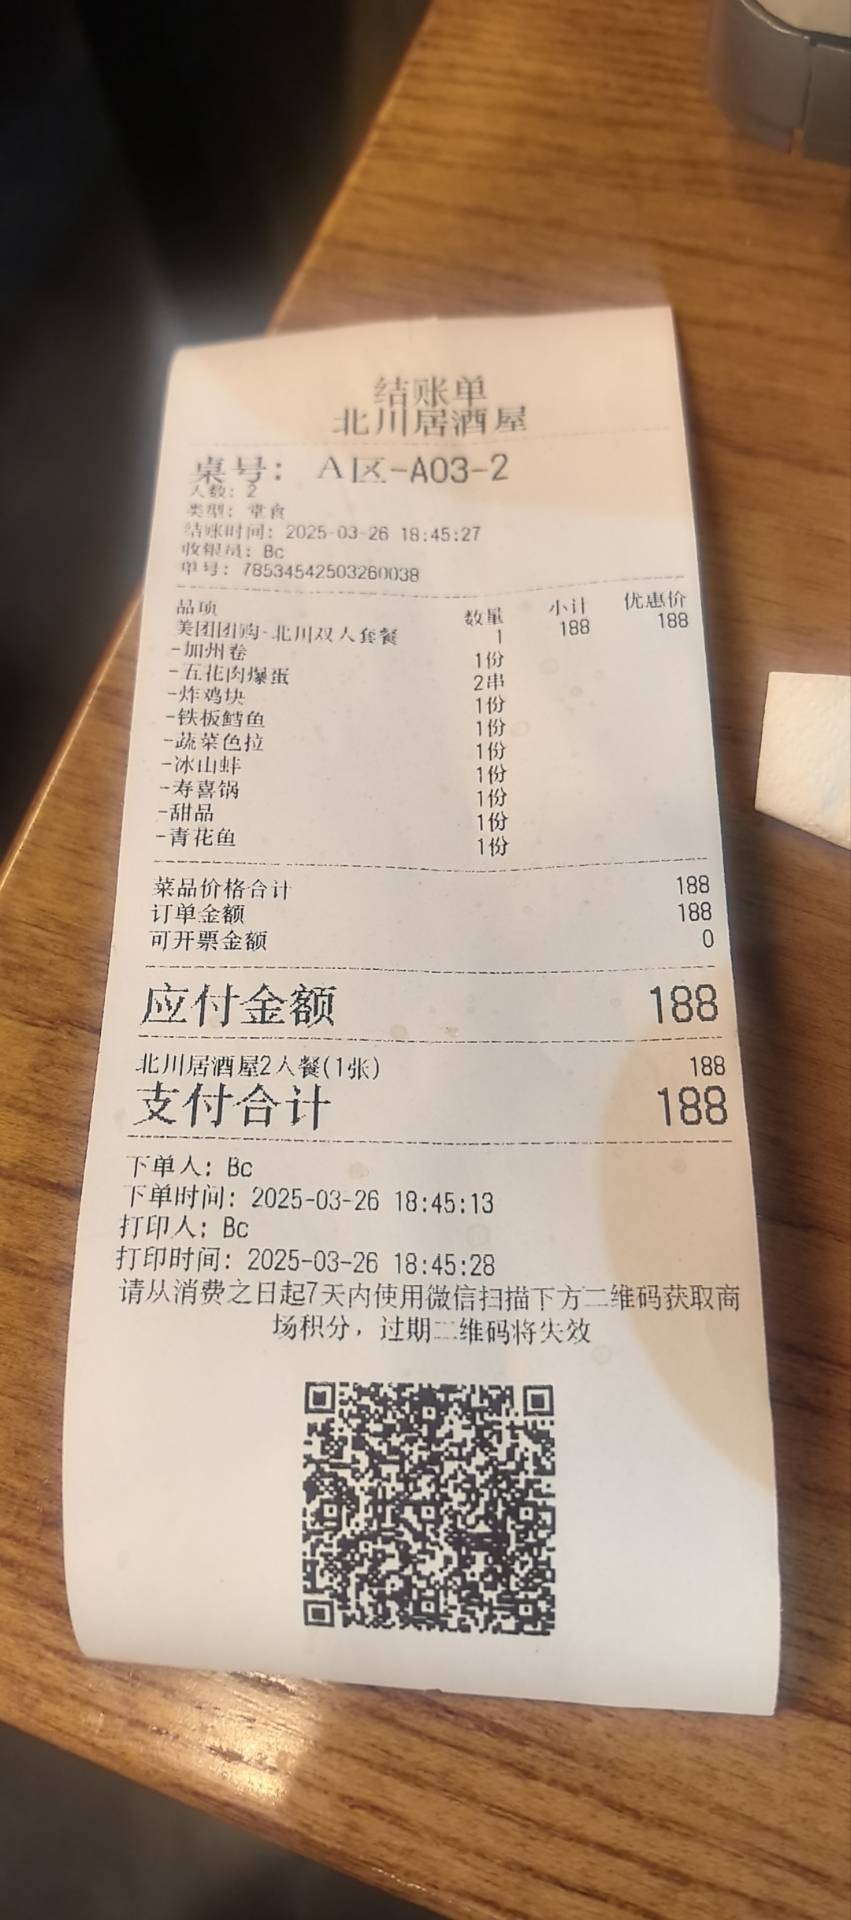 结账单
北川居酒屋
桌号: A区-A03-2
人数: 2
类型: 堂食
结账时间: 2025-03-26 18:45:27
收银员: Bc
单号: 78534542503260038
品项 数量 小计 优惠价
美团团购-北川双人套餐 1 188 188
-加州卷 1份
-五花肉爆蛋 2串
-炸鸡块 1份
-铁板鳕鱼 1份
-蔬菜色拉 1份
-冰山蚌 1份
-寿喜锅 1份
-甜品 1份
-青花鱼 1份
菜品价格合计 188
订单金额 188
可开票金额 0
应付金额 188
北川居酒屋2人餐(1张) 188
支付合计 188
下单人: Bc
下单时间: 2025-03-26 18:45:13
打印人: Bc
打印时间: 2025-03-26 18:45:28
请从消费之日起7天内使用微信扫描下方二维码获取商
场积分，过期二维码将失效